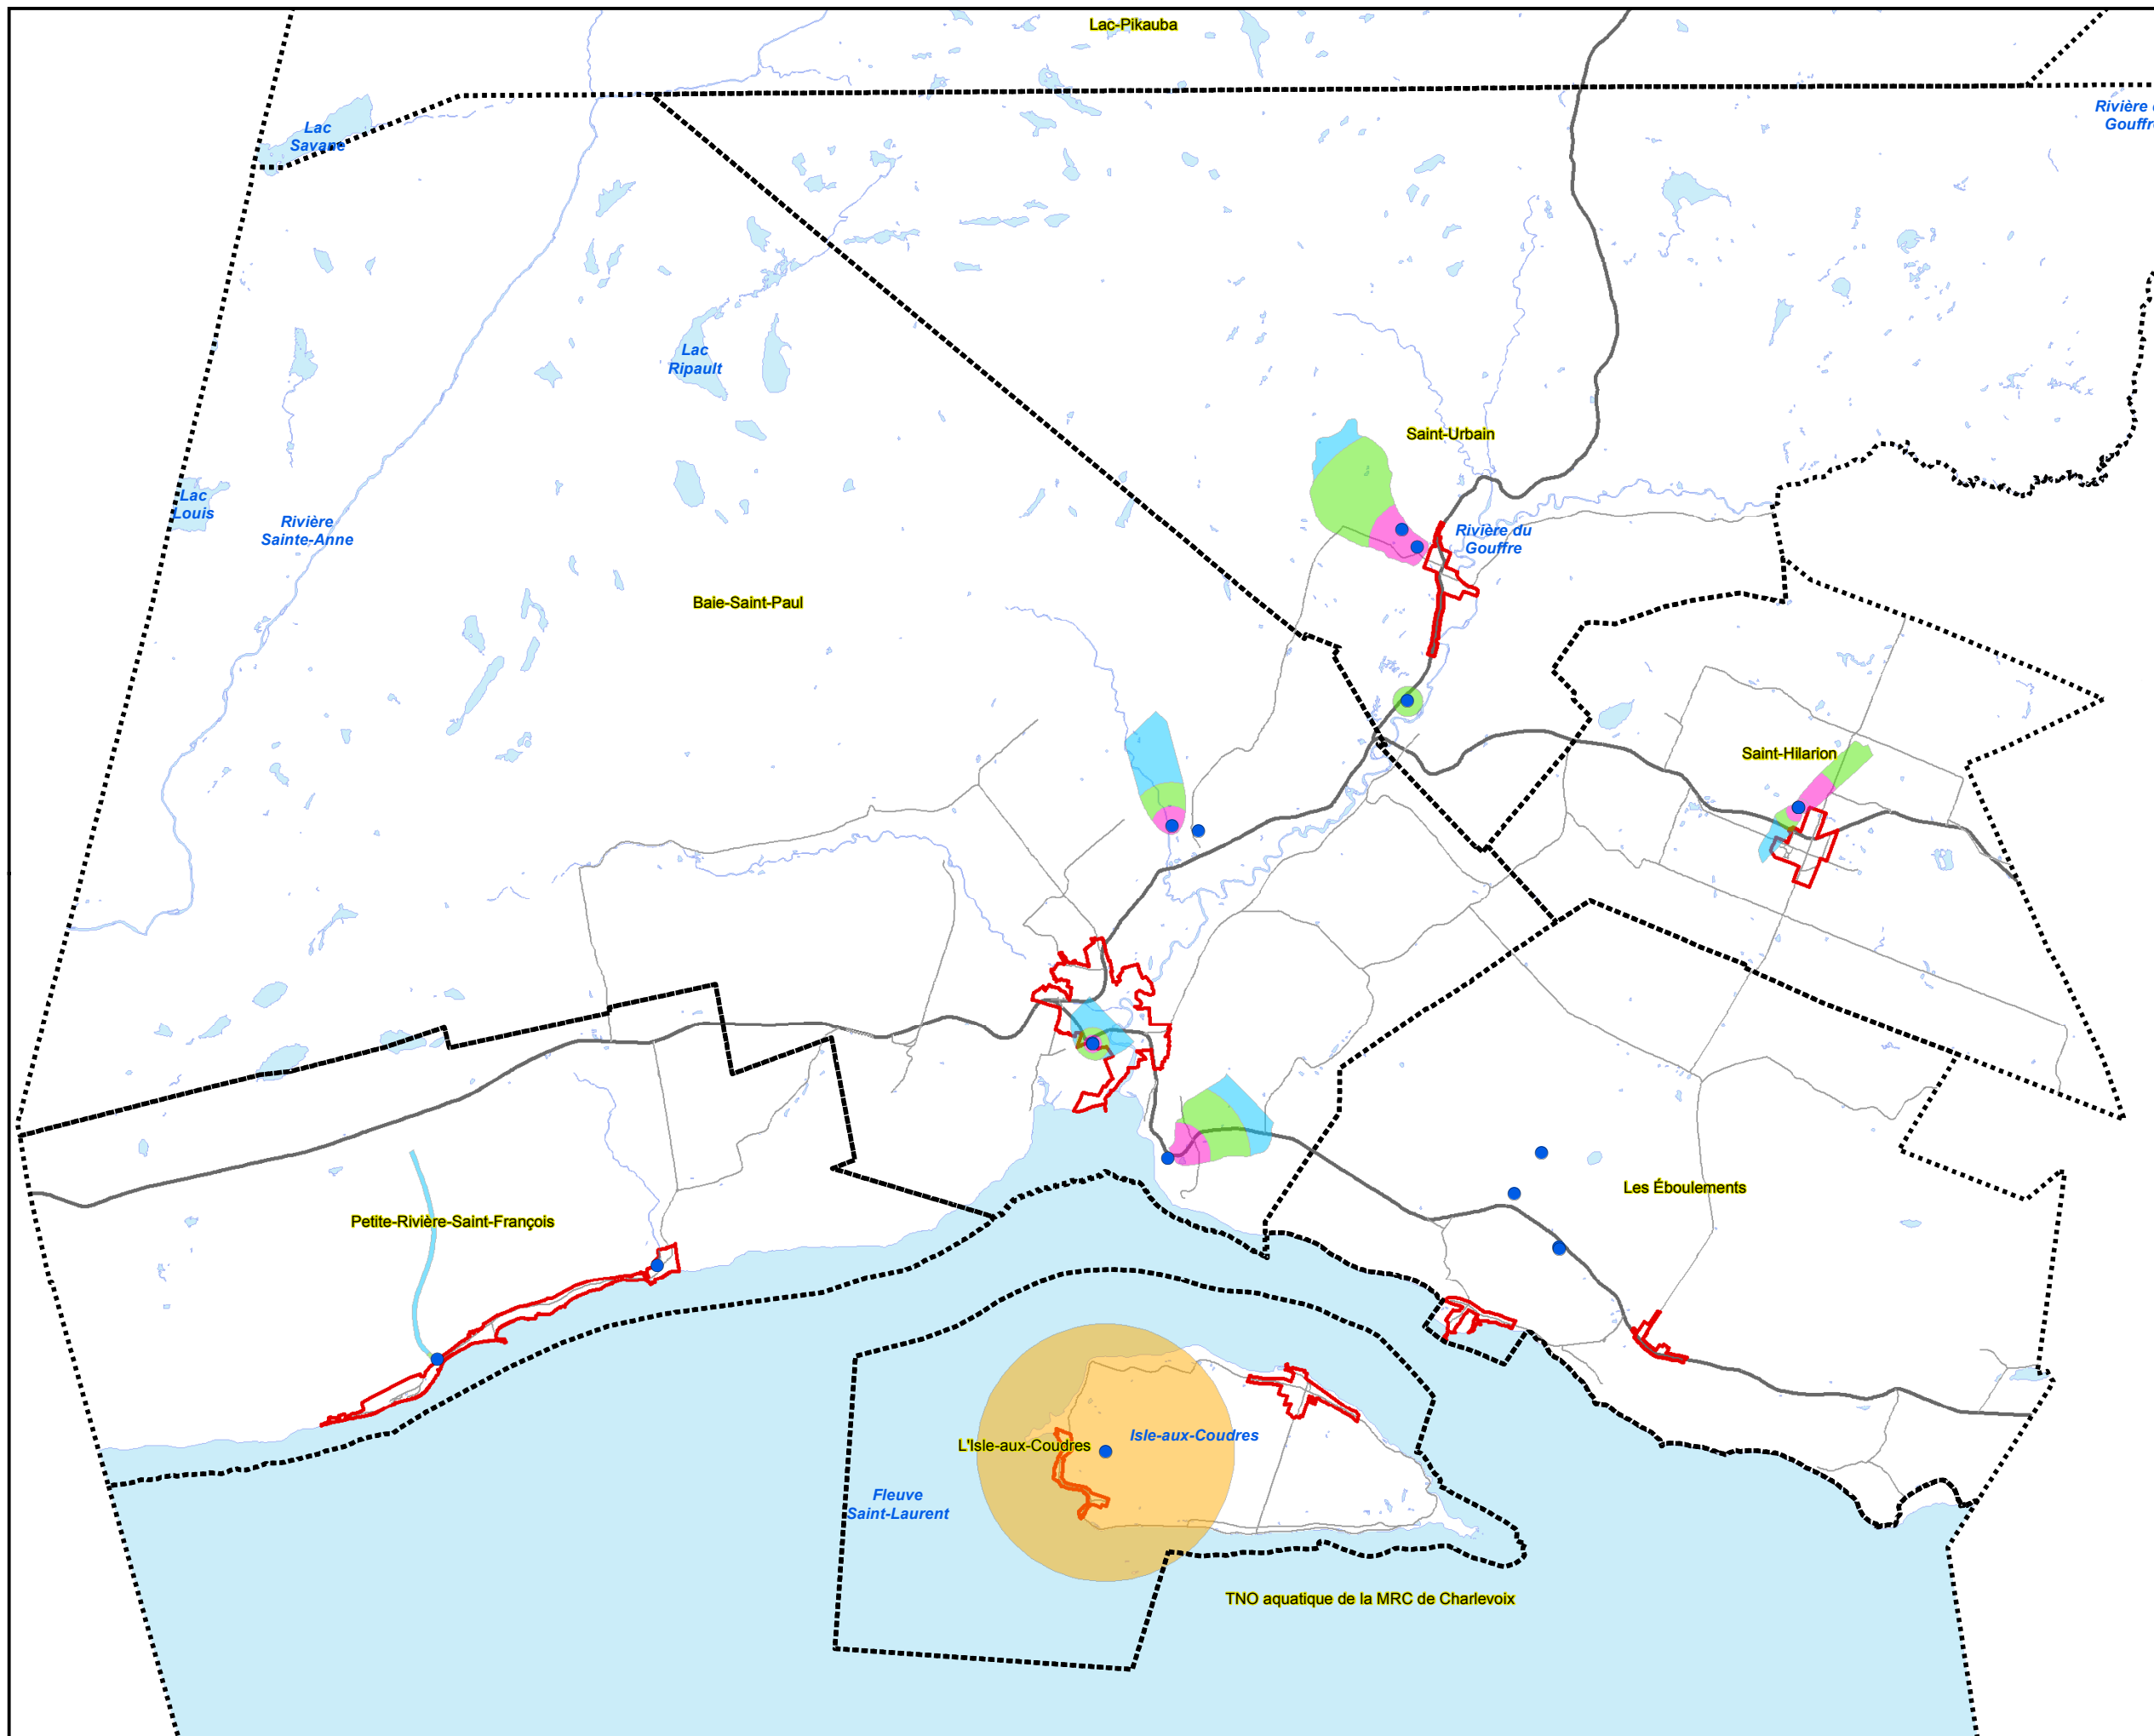 Lac-Pikauba
Rivière
Gouffr
Lac
Savane
Lac
Ripault
Saint-Urbain
Lac
Louis
Rivière
Sainte-Anne
Rivière du
Gouffre
Baie-Saint-Paul
Saint-Hilarion
Les Éboulements
Petite-Rivière-Saint-François
L'Isle-aux-Coudres
Isle-aux-Coudres
Fleuve
Saint-Laurent
TNO aquatique de la MRC de Charlevoix